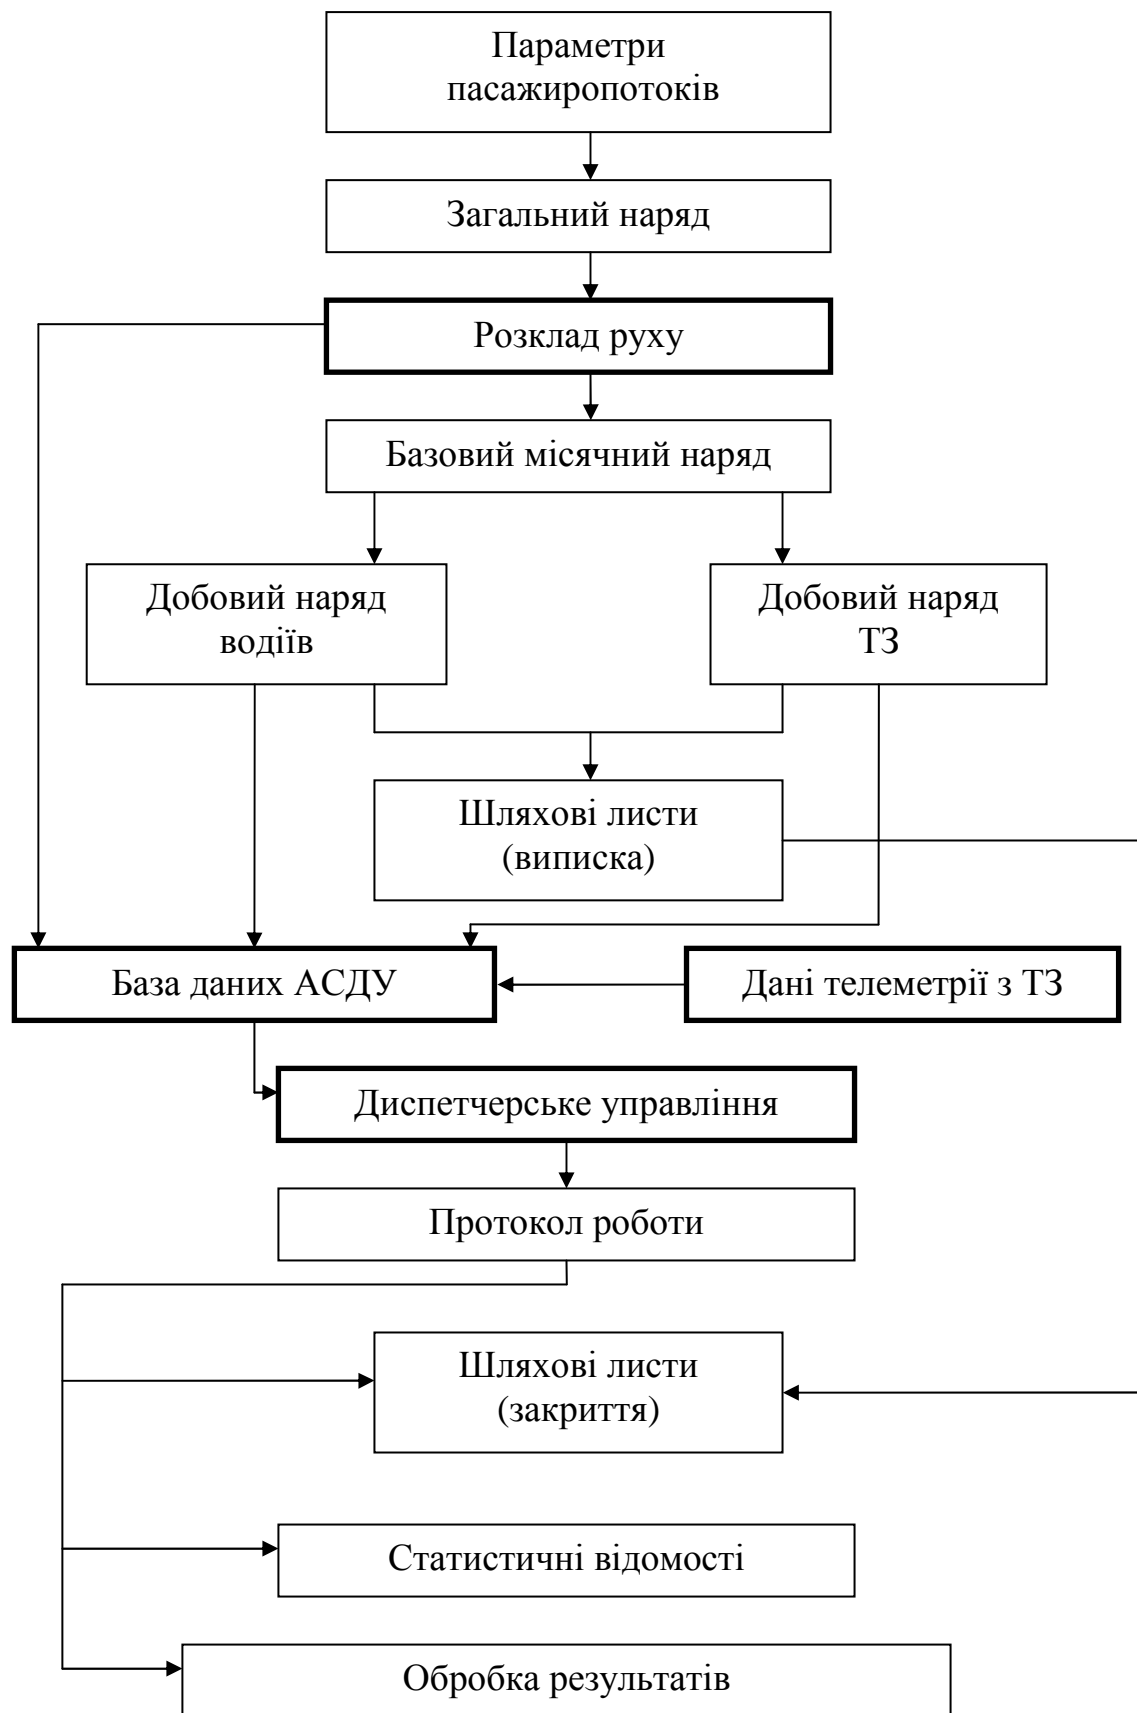 Параметри
пасажиропотоків
Загальний наряд
Розклад руху
Базовий місячний наряд
Добовий наряд
водіїв
Добовий наряд
ТЗ
Шляхові листи
(виписка)
База даних АСДУ
Дані телеметрії з ТЗ
Диспетчерське управління
Протокол роботи
Шляхові листи
(закриття)
Статистичні відомості
Обробка результатів